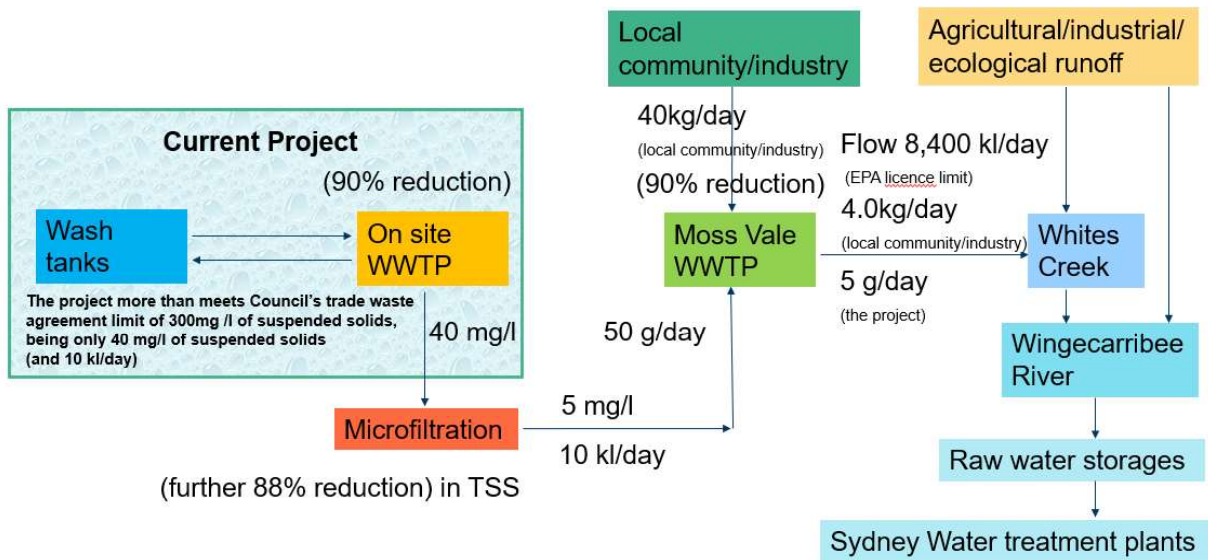 Local
community/industry
Agricultural/industrial/
ecological runoff
Current Project
(90% reduction)
Wash
tanks
On site
WWTP
The project more than meets Council's trade waste
agreement limit of 300mg /l of suspended solids,
being only 40 mg/l of suspended solids
(and 10 kl/day)
40 mg/l
Microfiltration
(further 88% reduction) in TSS
5 mg/l
10 kl/day
50 g/day
40kg/day
(local community/industry)
(90% reduction)
Moss Vale
WWTP
Flow 8,400 kl/day
(EPA licence limit)
4.0kg/day
(local community/industry)
5 g/day
(the project)
Whites
Creek
Wingecarribee
River
Raw water storages
Sydney Water treatment plants